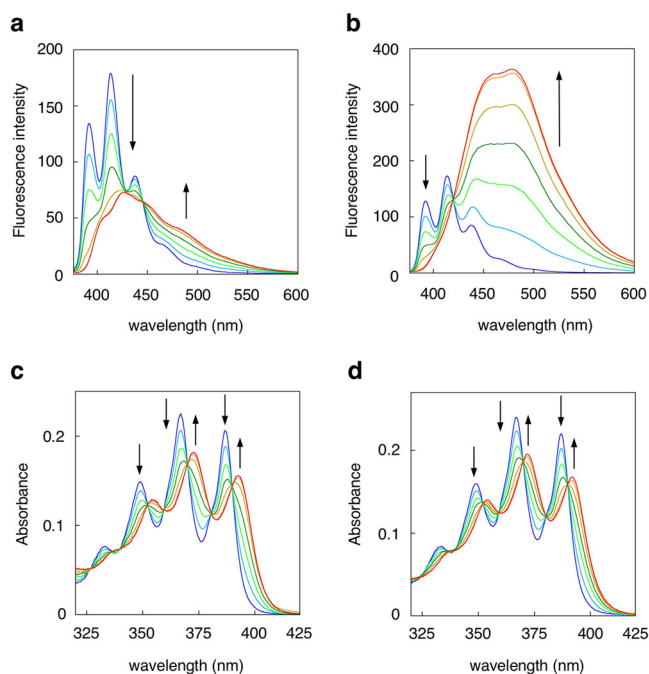 a
b
200
150
100
50
0
Fluorescence intensity
400 450 500 550 600
wavelength (nm)
400
300
200
100
0
Fluorescence intensity
400 450 500 550 600
wavelength (nm)
c
d
0.2
0.1
0
Absorbance
325 350 375 400 425
wavelength (nm)
0.2
0.1
0
Absorbance
325 350 375 400 425
wavelength (nm)